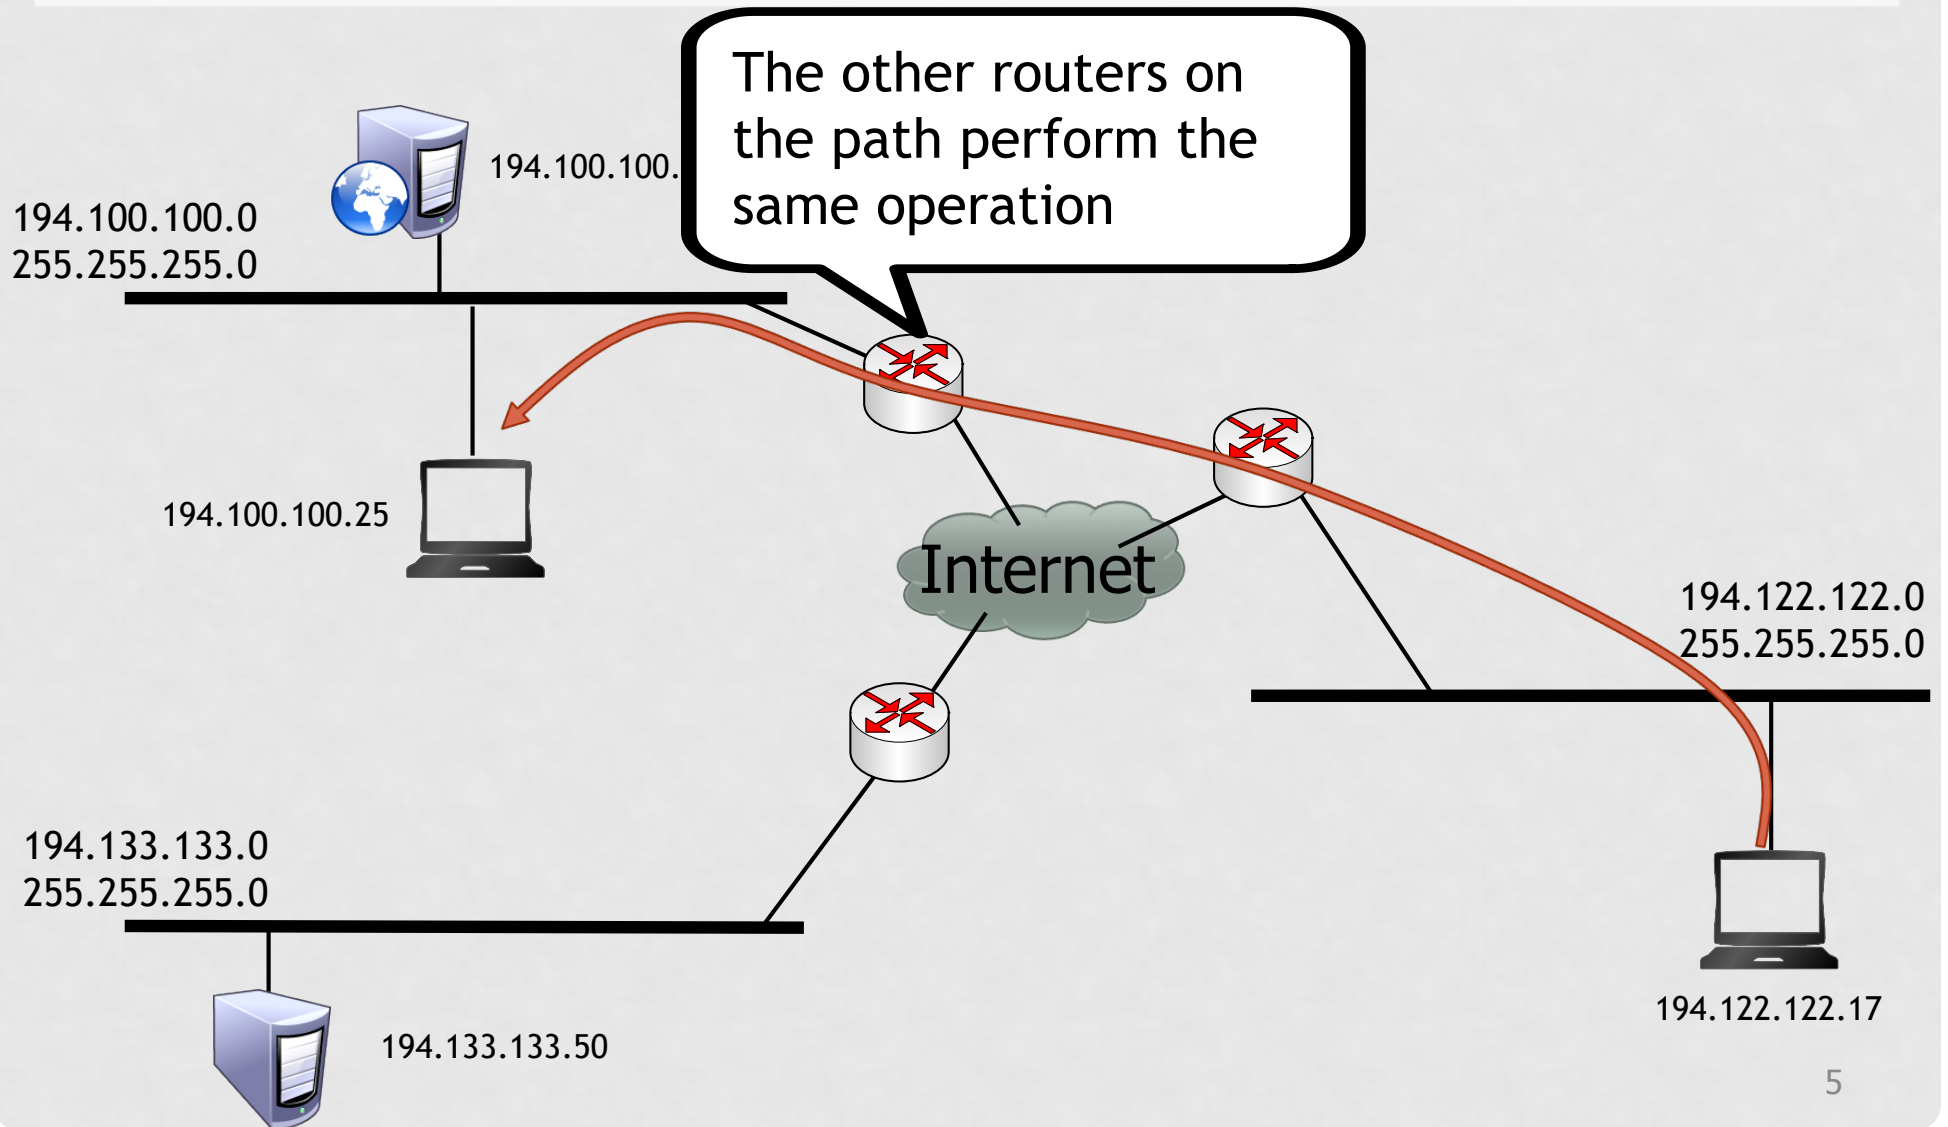 The other routers on
the path perform the
same operation
194.100.100.
194.100.100.0
255.255.255.0
194.100.100.25
Internet
194.122.122.0
255.255.255.0
194.133.133.0
255.255.255.0
194.122.122.17
194.133.133.50
5